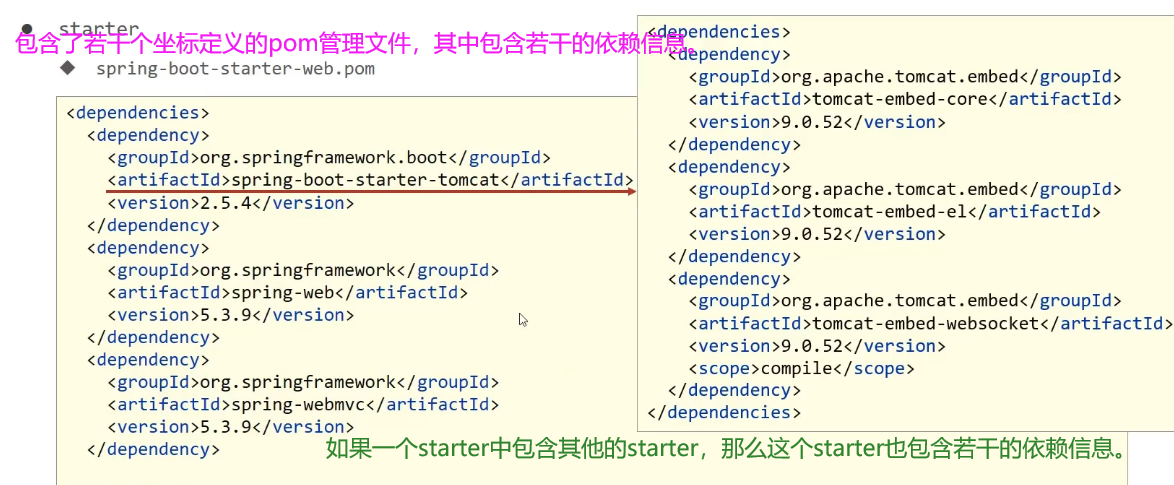 starter
包含了若干个坐标定义的pom管理文件，其中包含若干的依赖信息。
spring-boot-starter-web.pom
<dependencies>
<dependency>
<groupId>org.springframework.boot</groupId>
<artifactId>spring-boot-starter-tomcat</artifactId>
<version>2.5.4</version>
</dependency>
<dependency>
<groupId>org.springframework</groupId>
<artifactId>spring-web</artifactId>
<version>5.3.9</version>
</dependency>
<dependency>
<groupId>org.springframework</groupId>
<artifactId>spring-webmvc</artifactId>
<version>5.3.9</version>
</dependency>
<dependencies>
<dependency>
<groupId>org.apache.tomcat.embed</groupId>
<artifactId>tomcat-embed-core</artifactId>
<version>9.0.52</version>
</dependency>
<dependency>
<groupId>org.apache.tomcat.embed</groupId>
<artifactId>tomcat-embed-el</artifactId>
<version>9.0.52</version>
</dependency>
<dependency>
<groupId>org.apache.tomcat.embed</groupId>
<artifactId>tomcat-embed-websocket</artifactId>
<version>9.0.52</version>
<scope>compile</scope>
</dependency>
</dependencies>
如果一个starter中包含其他的starter，那么这个starter也包含若干的依赖信息。